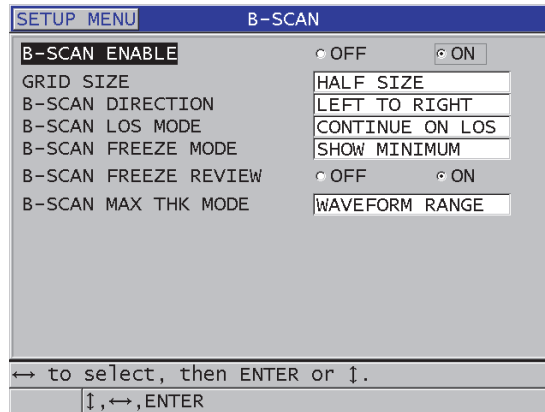 SETUP MENU B-SCAN
B-SCAN ENABLE OFF ON
GRID SIZE HALF SIZE
B-SCAN DIRECTION LEFT TO RIGHT
B-SCAN LOS MODE CONTINUE ON LOS
B-SCAN FREEZE MODE SHOW MINIMUM
B-SCAN FREEZE REVIEW OFF ON
B-SCAN MAX THK MODE WAVEFORM RANGE
↔ to select, then ENTER or ↕.
↕,↔,ENTER